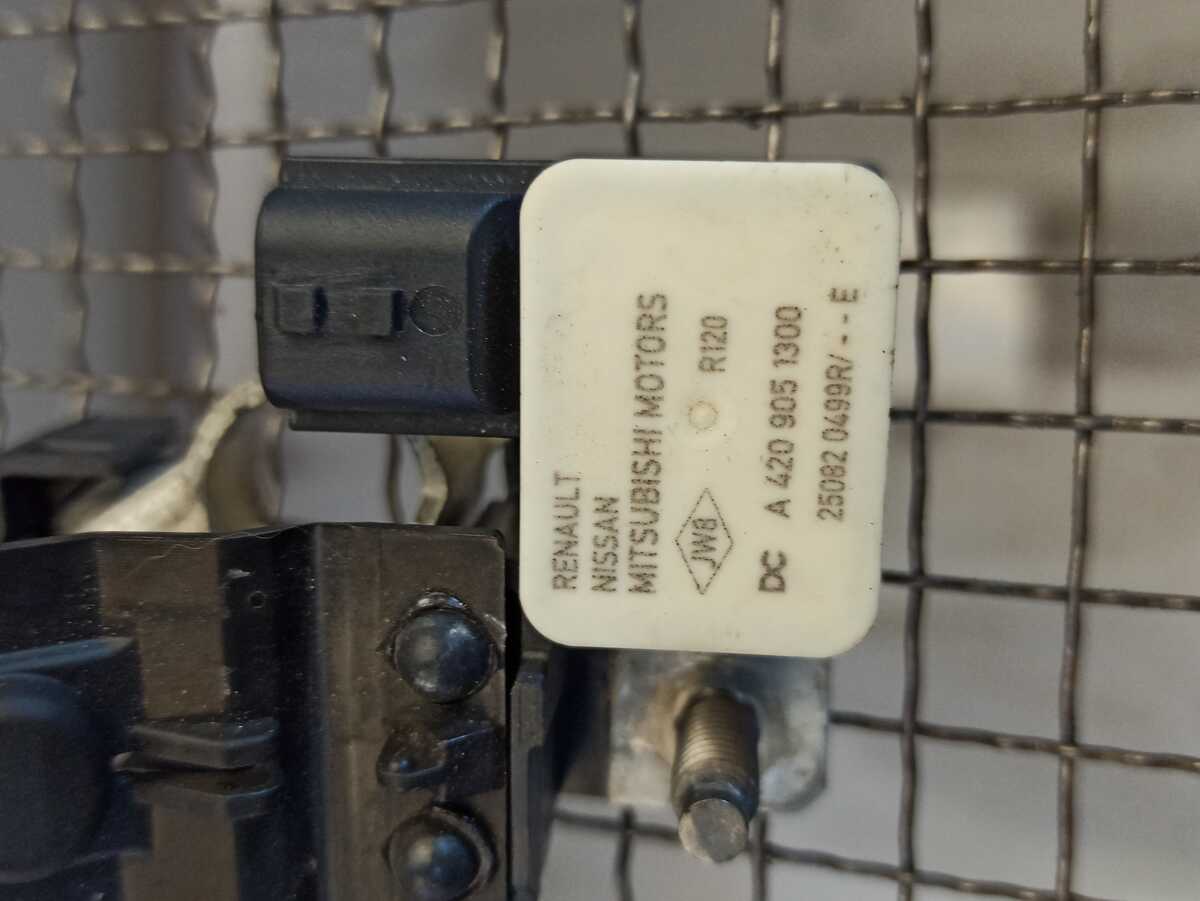 RENAULT
NISSAN
MITSUBISHI MOTORS
JW8 R120
DC A 420 905 1300
25082 0499R/--E